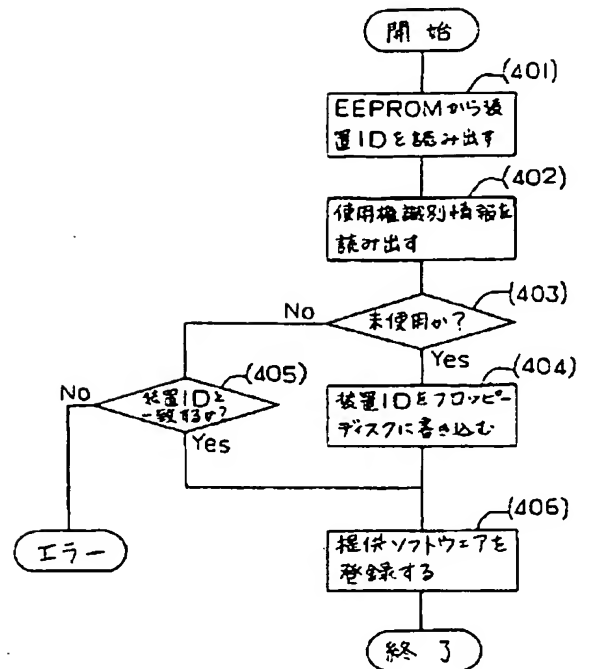 開 始
(401)
EEPROMから装
置IDを読み出す
(402)
使用権識別情報を
読み出す
(403)
未使用か?
No
Yes
(404)
装置IDをフロッピー
ディスクに書き込む
(405)
装置IDと
一致するか?
No
Yes
(406)
提供ソフトウェアを
登録する
エラー
終 了